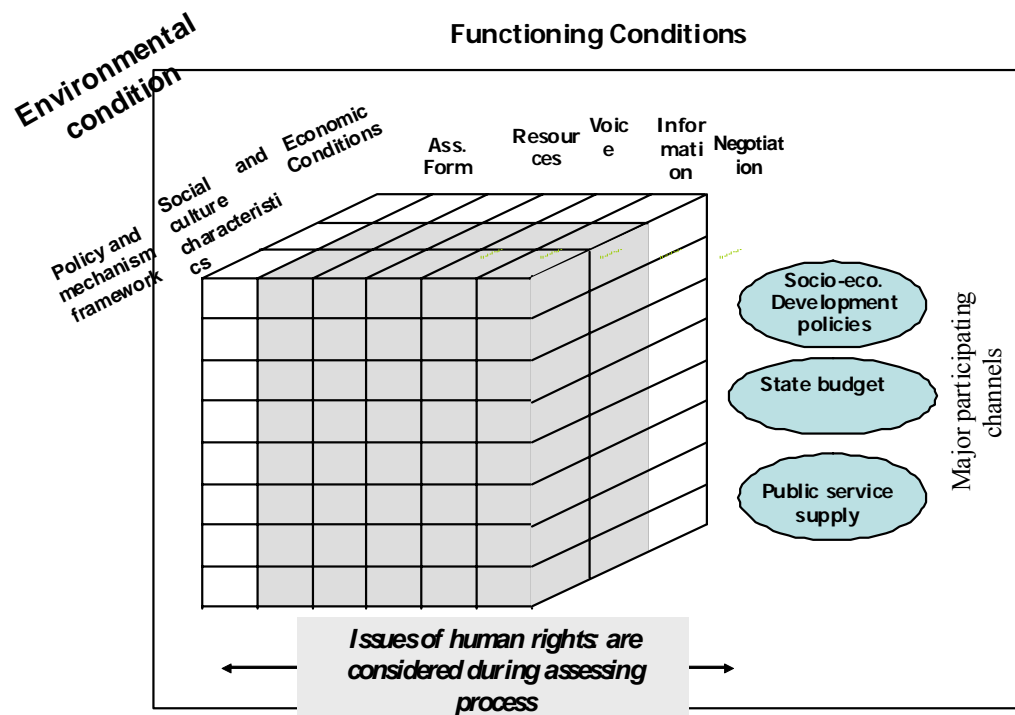 Environmental
condition
Functioning Conditions
Policy and
mechanism
framework
Social and
culture
characteristi
cs
Economic
Conditions
Ass.
Form
Resour
ces
Voic
e
Infor
mati
on
Negotiat
ion
Socio-eco.
Development
policies
State budget
Public service
supply
Major participating
channels
Issues of human rights: are
considered during assessing
process